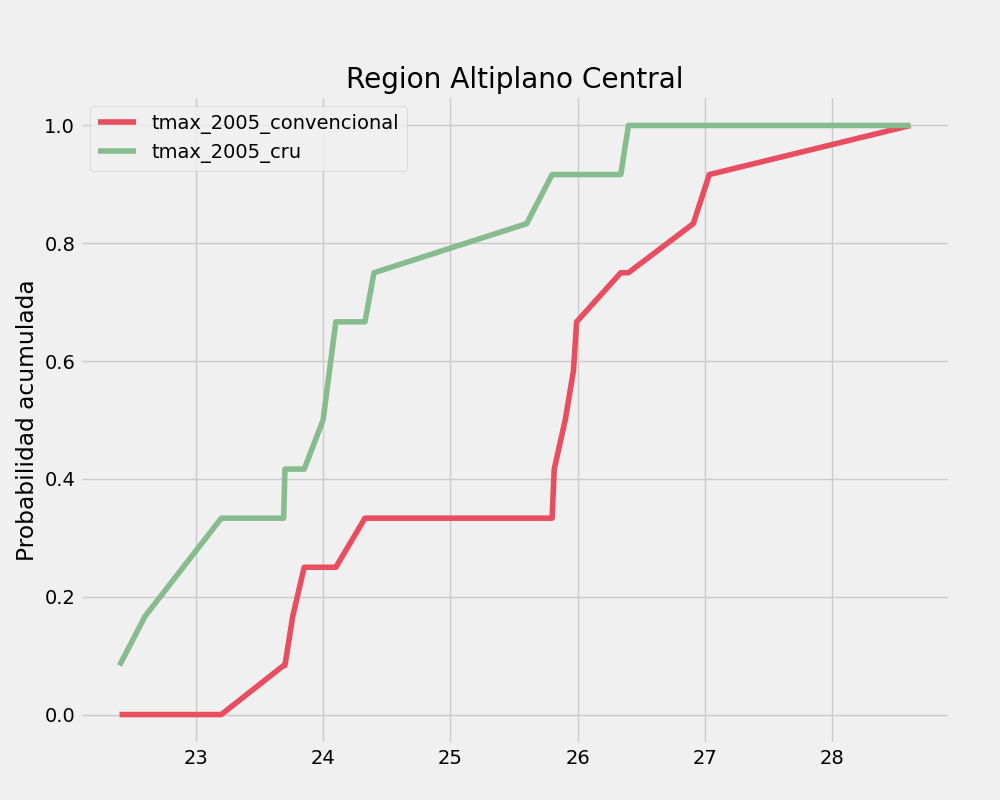 Region Altiplano Central
tmax_2005_convencional
tmax_2005_cru
Probabilidad acumulada
1.0
0.8
0.6
0.4
0.2
0.0
23 24 25 26 27 28